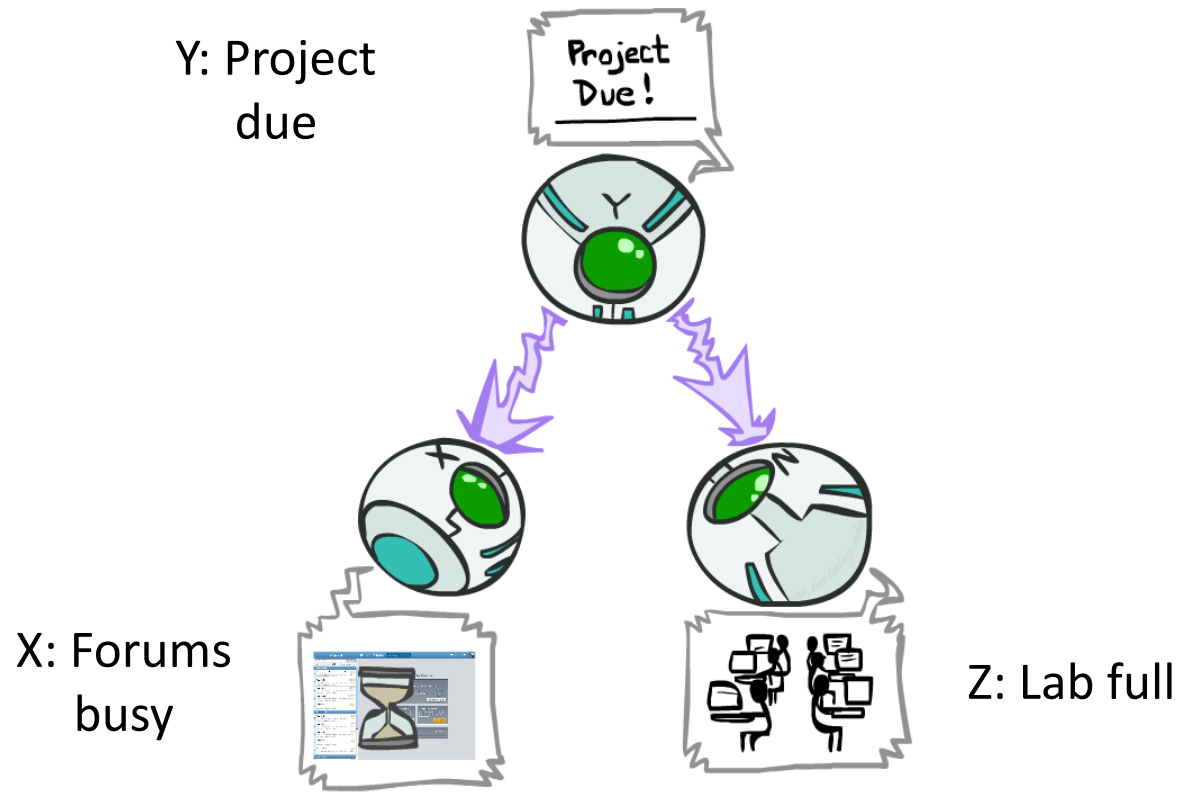 Y: Project
due
Project
Due!
Y
X
Z
X: Forums
busy
Z: Lab full